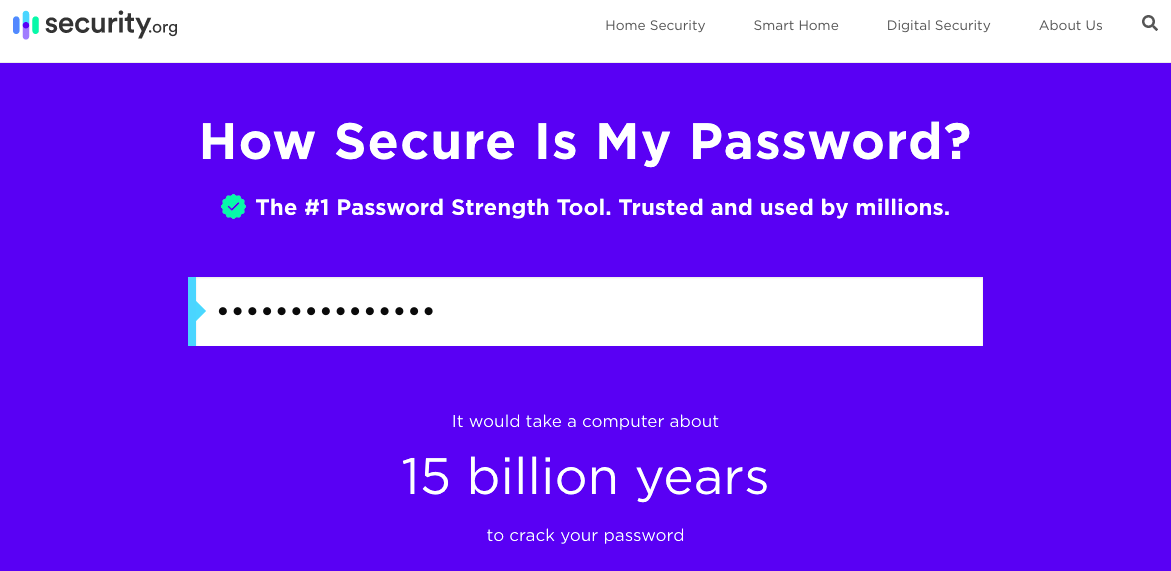 security.org
Home Security Smart Home Digital Security About Us
How Secure Is My Password?
The #1 Password Strength Tool. Trusted and used by millions.
•••••••••••••••
It would take a computer about
15 billion years
to crack your password